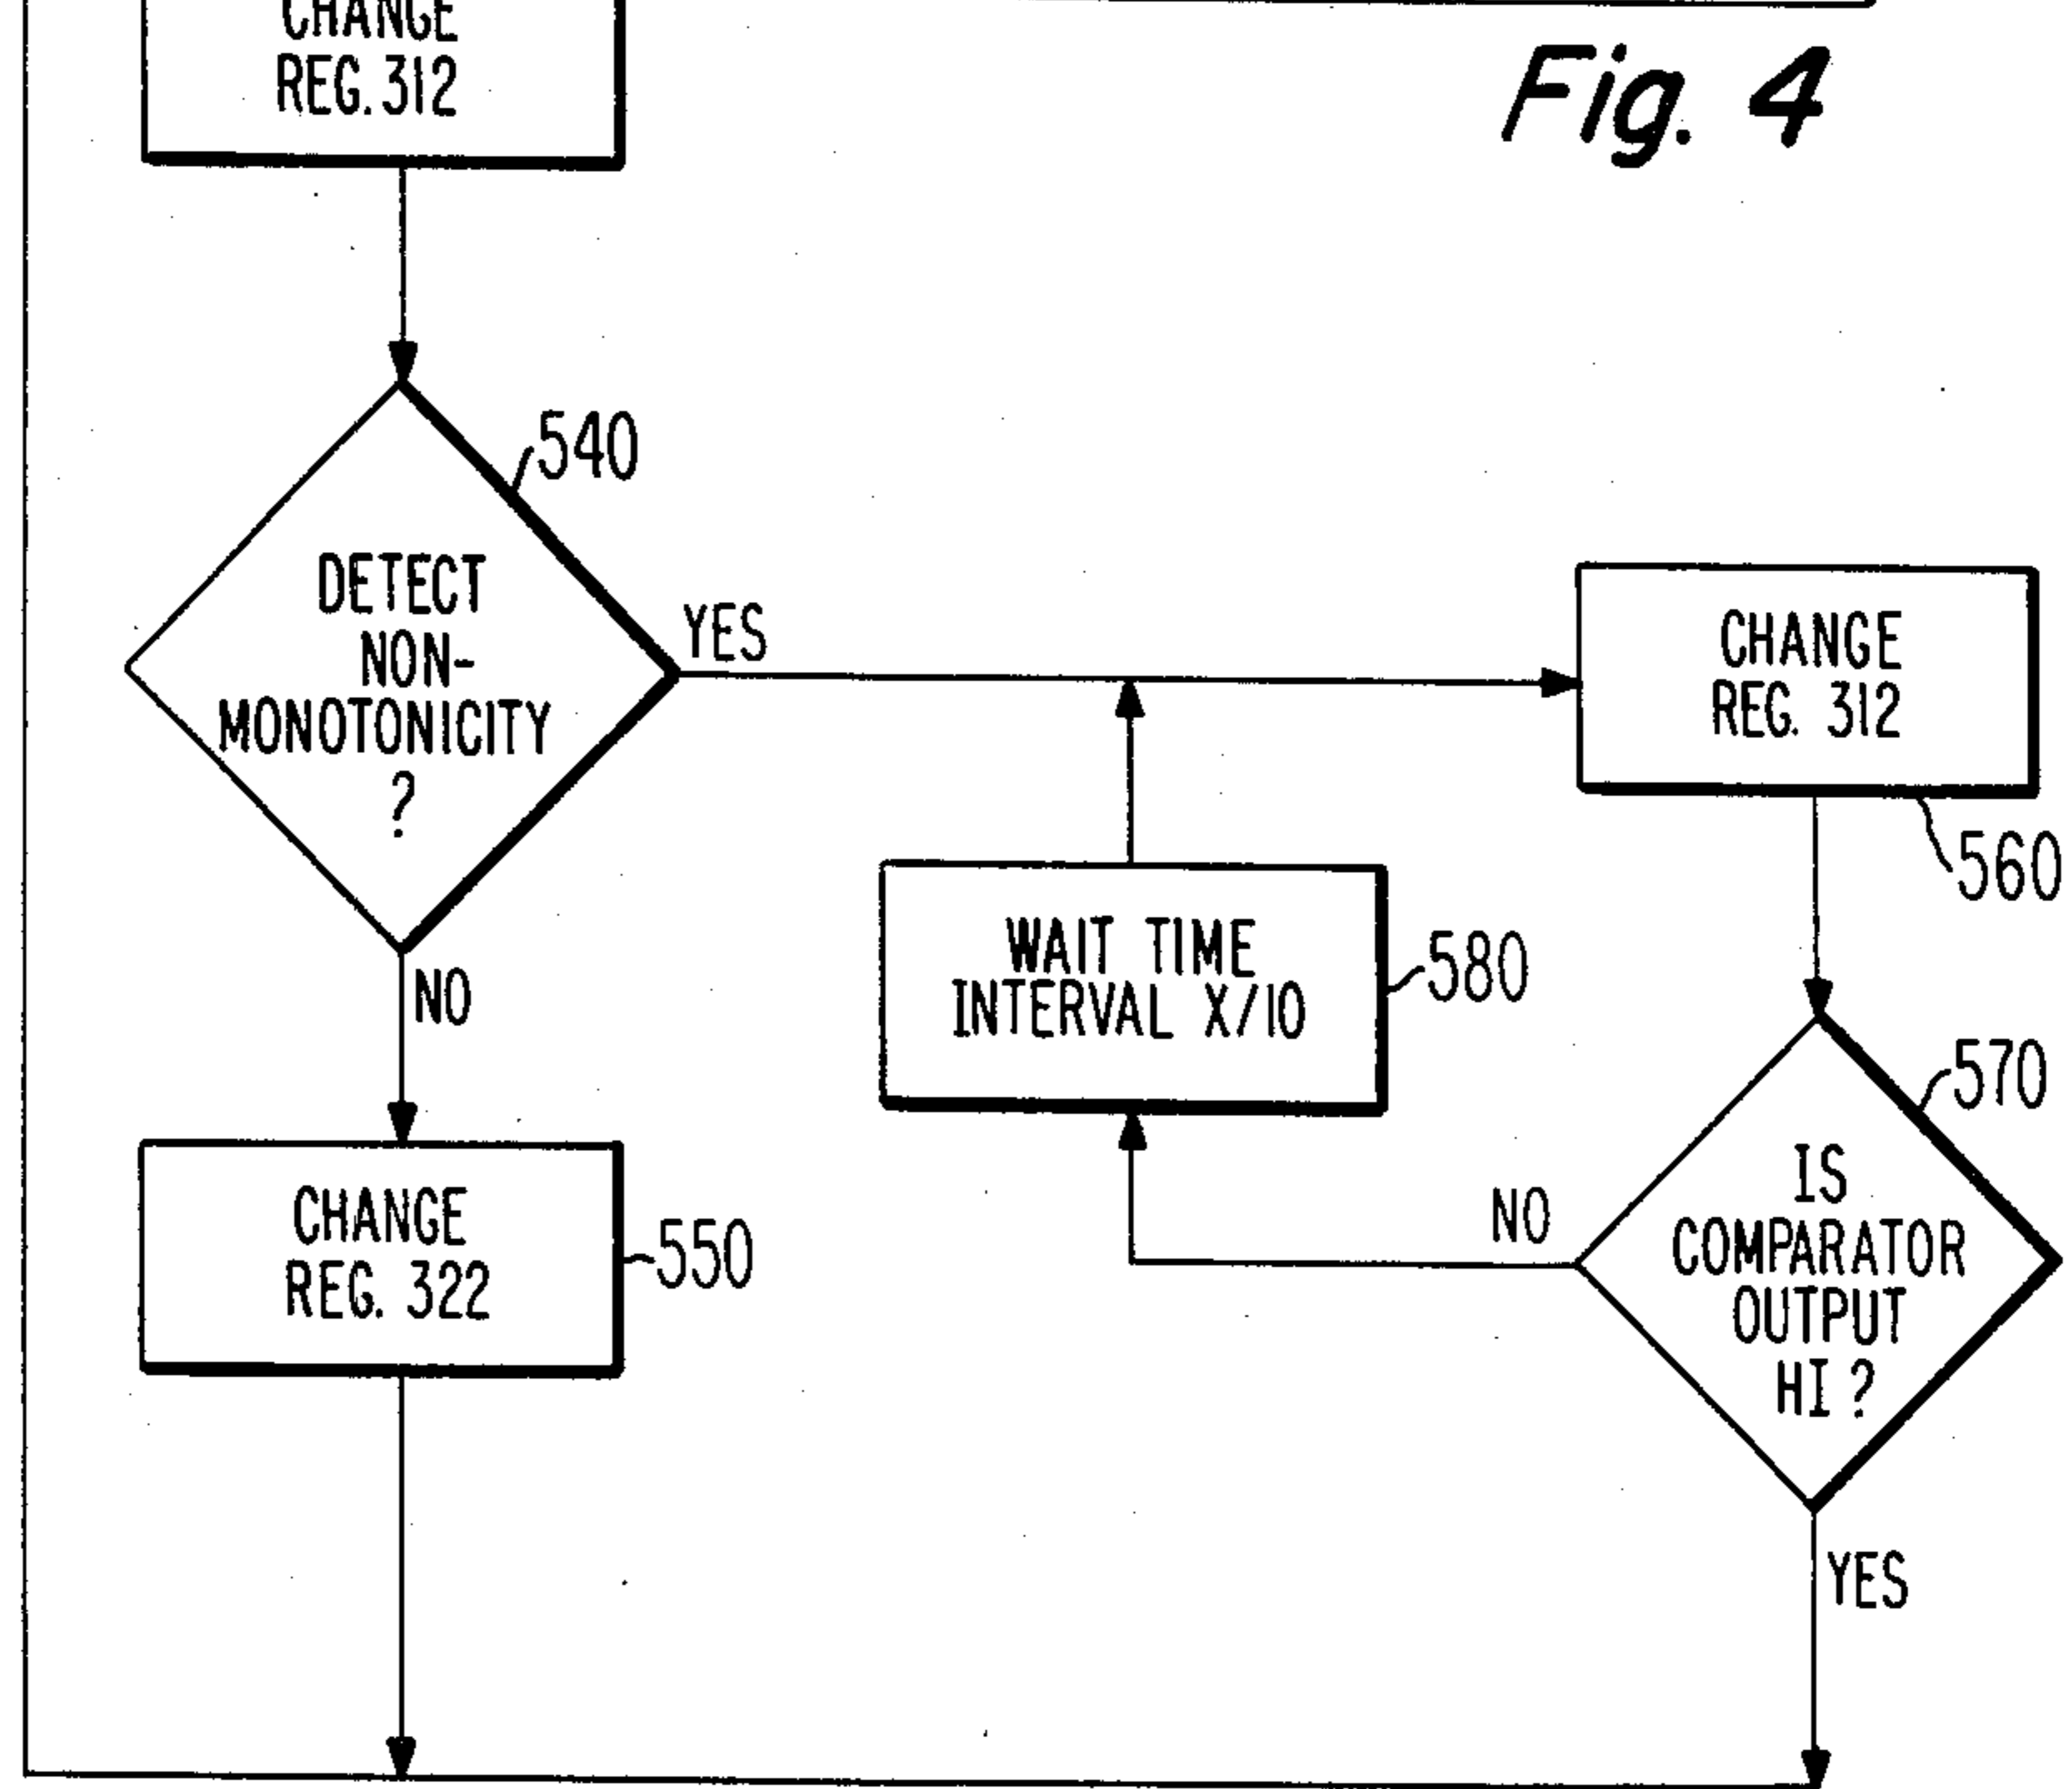 CHANGE
REG. 312
Fig. 4
540
DETECT
NON-
MONOTONICITY
?
YES
NO
CHANGE
REG. 312
560
WAIT TIME
INTERVAL X/10
580
570
IS
COMPARATOR
OUTPUT
HI ?
NO
YES
CHANGE
REG. 322
550